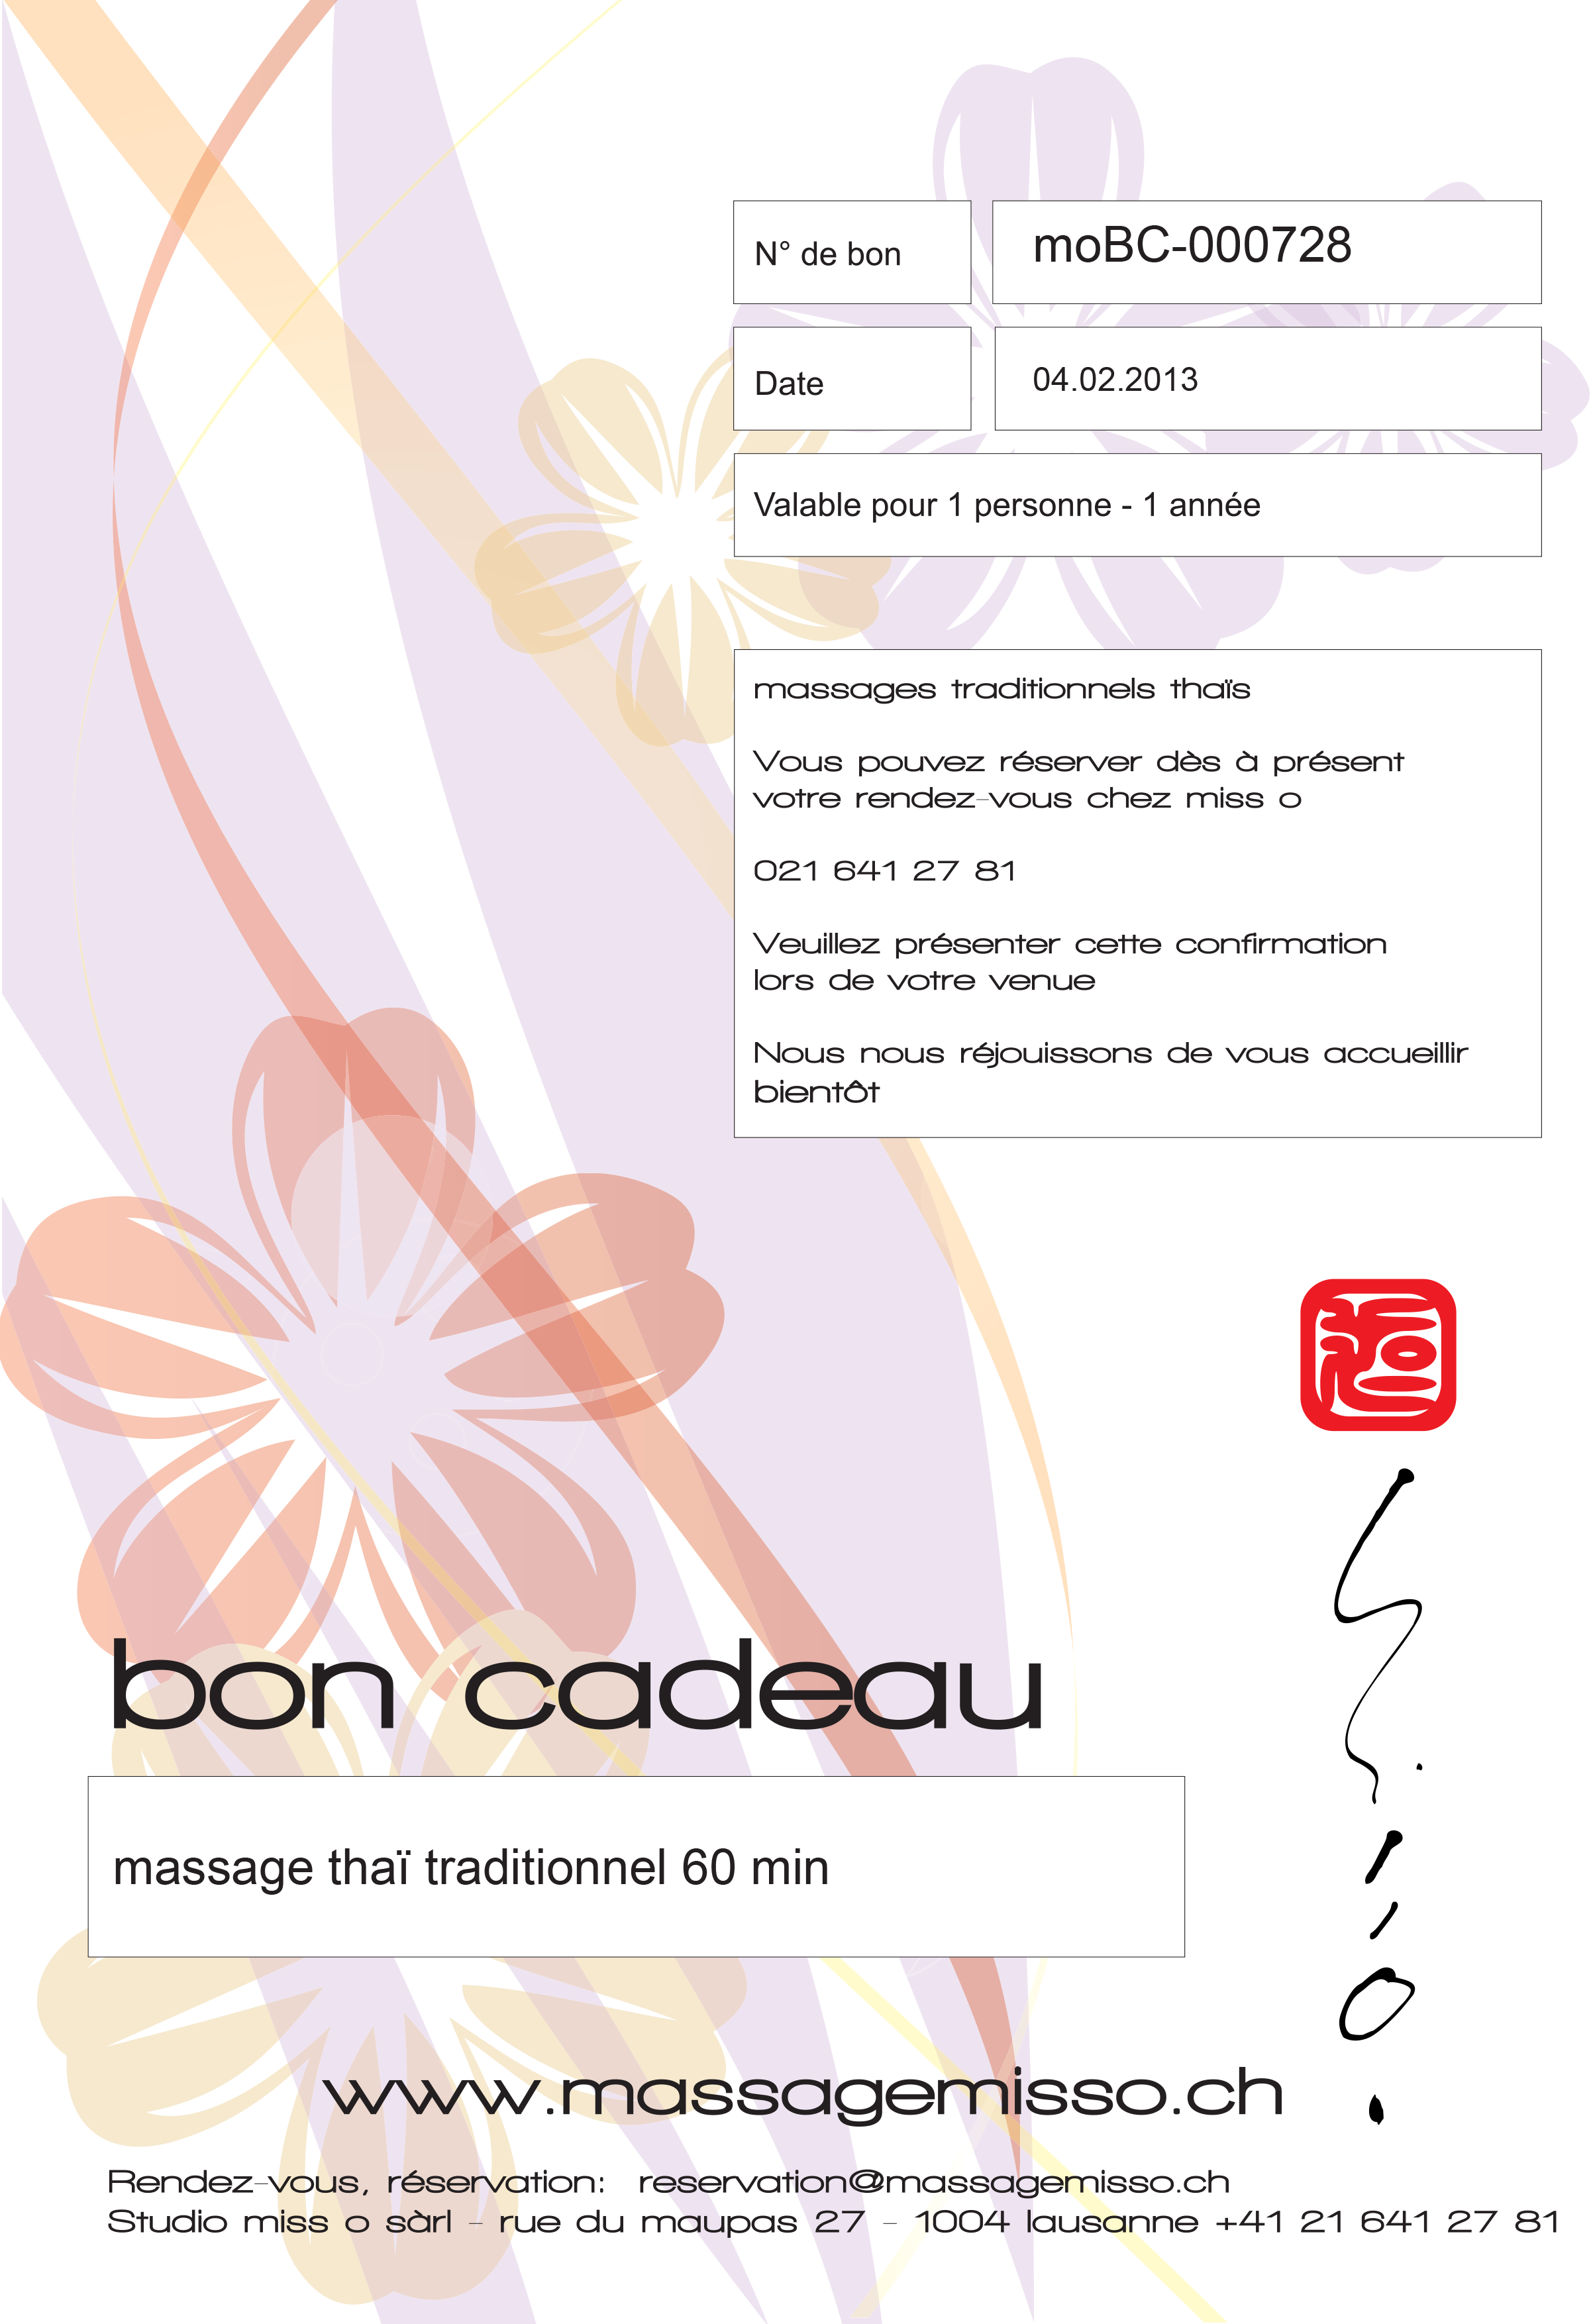 N° de bon
moBC-000728
Date
04.02.2013
Valable pour 1 personne - 1 année
massages traditionnels thaïs
Vous pouvez réserver dès à présent
votre rendez-vous chez miss o
021 641 27 81
Veuillez présenter cette confirmation
lors de votre venue
Nous nous réjouissons de vous accueillir
bientôt
bon cadeau
massage thaï traditionnel 60 min
www.massagemisso.ch
Rendez-vous, réservation: reservation@massagemisso.ch
Studio miss o sàrl - rue du maupas 27 - 1004 lausanne +41 21 641 27 81